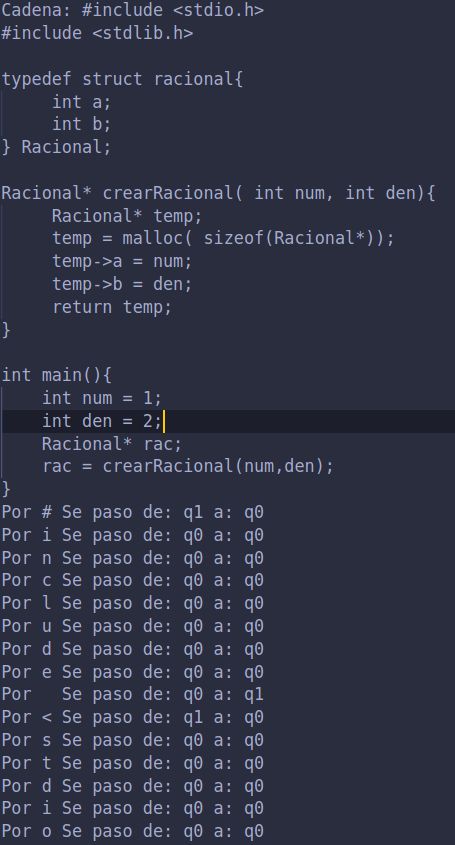 Cadena: #include <stdio.h>
#include <stdlib.h>
typedef struct racional{
int a;
int b;
} Racional;
Racional* crearRacional( int num, int den){
Racional* temp;
temp = malloc( sizeof(Racional*));
temp->a = num;
temp->b = den;
return temp;
}
int main(){
int num = 1;
int den = 2;
Racional* rac;
rac = crearRacional(num,den);
}
Por # Se paso de: q1 a: q0
Por i Se paso de: q0 a: q0
Por n Se paso de: q0 a: q0
Por c Se paso de: q0 a: q0
Por l Se paso de: q0 a: q0
Por u Se paso de: q0 a: q0
Por d Se paso de: q0 a: q0
Por e Se paso de: q0 a: q0
Por   Se paso de: q0 a: q1
Por < Se paso de: q1 a: q0
Por s Se paso de: q0 a: q0
Por t Se paso de: q0 a: q0
Por d Se paso de: q0 a: q0
Por i Se paso de: q0 a: q0
Por o Se paso de: q0 a: q0